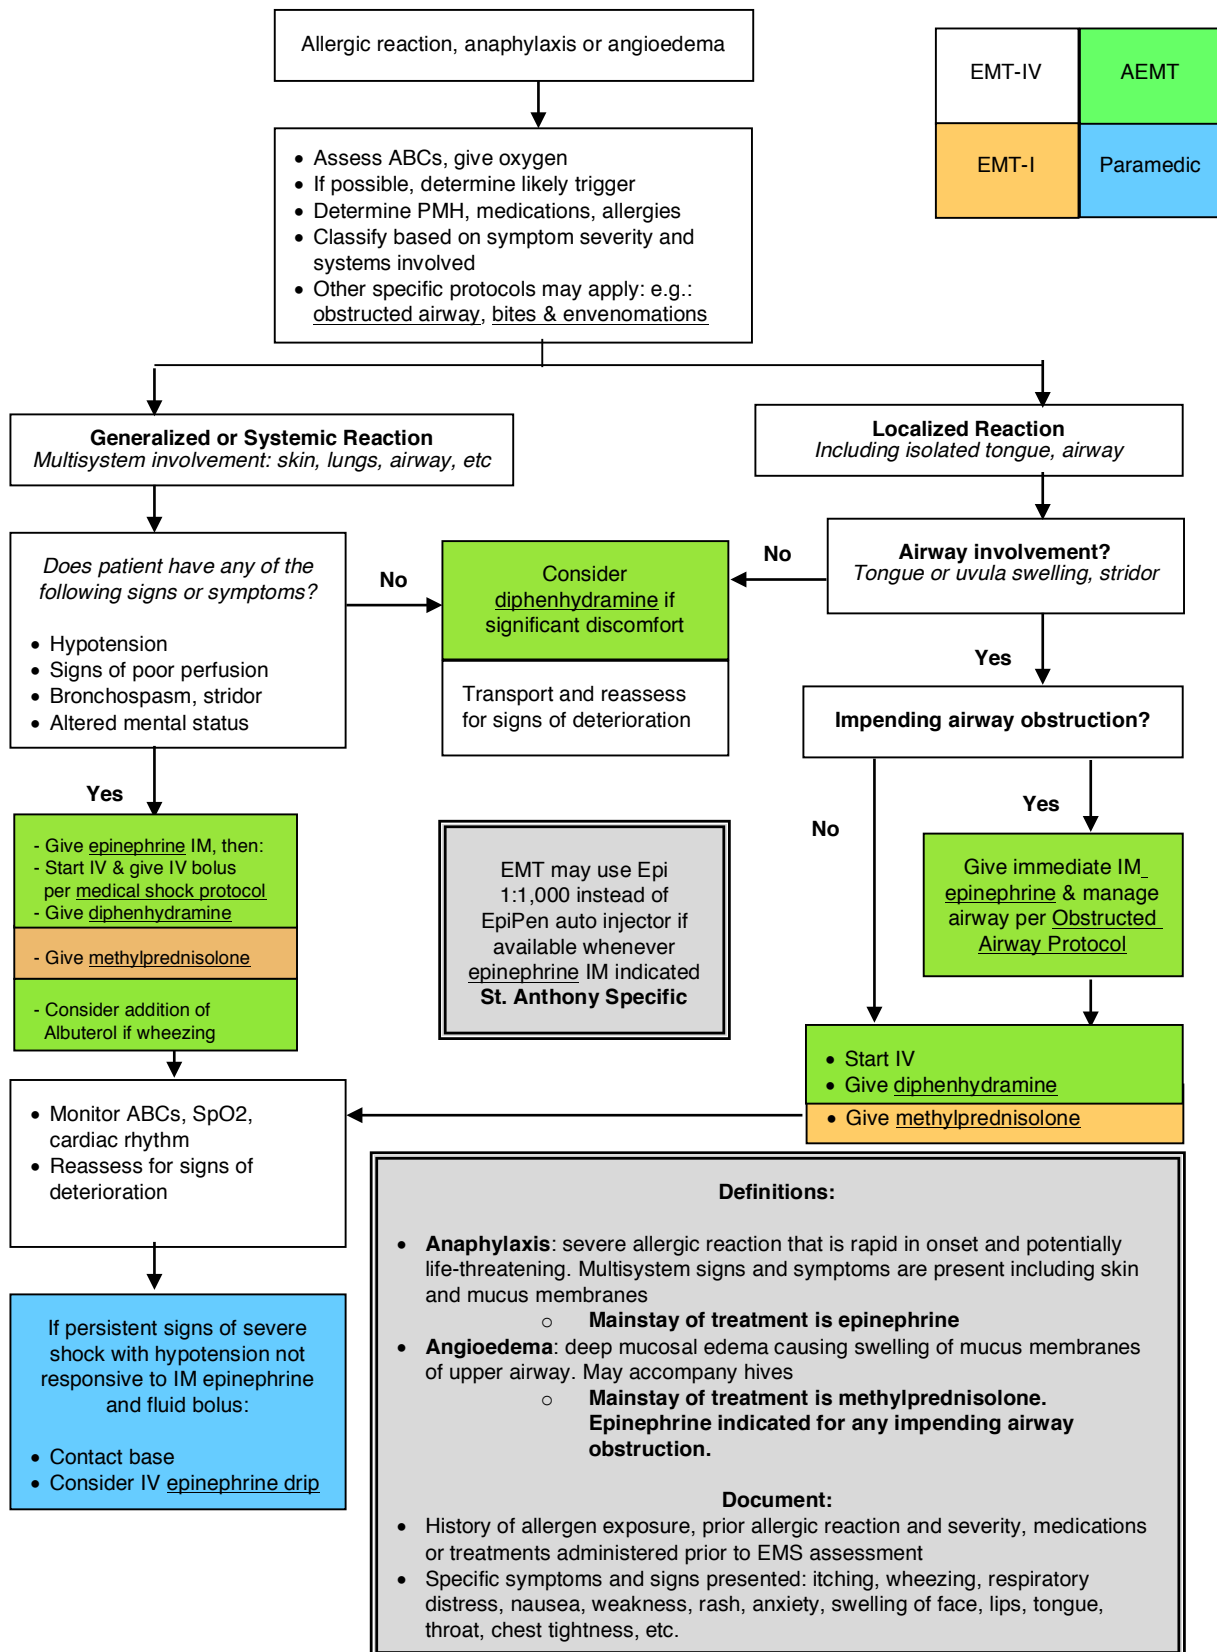 Allergic reaction, anaphylaxis or angioedema
EMT-IV
AEMT
EMT-I
Paramedic
• Assess ABCs, give oxygen
• If possible, determine likely trigger
• Determine PMH, medications, allergies
• Classify based on symptom severity and
systems involved
• Other specific protocols may apply: e.g.:
obstructed airway, bites & envenomations
Generalized or Systemic Reaction
Multisystem involvement: skin, lungs, airway, etc
Localized Reaction
Including isolated tongue, airway
Does patient have any of the
following signs or symptoms?
• Hypotension
• Signs of poor perfusion
• Bronchospasm, stridor
• Altered mental status
No
Consider
diphenhydramine if
significant discomfort
Transport and reassess
for signs of deterioration
No
Airway involvement?
Tongue or uvula swelling, stridor
Yes
Impending airway obstruction?
Yes
No
Yes
- Give epinephrine IM, then:
- Start IV & give IV bolus
per medical shock protocol
- Give diphenhydramine
- Give methylprednisolone
- Consider addition of
Albuterol if wheezing
EMT may use Epi
1:1,000 instead of
EpiPen auto injector if
available whenever
epinephrine IM indicated
St. Anthony Specific
Give immediate IM
epinephrine & manage
airway per Obstructed
Airway Protocol
• Start IV
• Give diphenhydramine
• Give methylprednisolone
• Monitor ABCs, SpO2,
cardiac rhythm
• Reassess for signs of
deterioration
If persistent signs of severe
shock with hypotension not
responsive to IM epinephrine
and fluid bolus:
• Contact base
• Consider IV epinephrine drip
Definitions:
• Anaphylaxis: severe allergic reaction that is rapid in onset and potentially
life-threatening. Multisystem signs and symptoms are present including skin
and mucus membranes
o Mainstay of treatment is epinephrine
• Angioedema: deep mucosal edema causing swelling of mucus membranes
of upper airway. May accompany hives
o Mainstay of treatment is methylprednisolone.
Epinephrine indicated for any impending airway
obstruction.
Document:
• History of allergen exposure, prior allergic reaction and severity, medications
or treatments administered prior to EMS assessment
• Specific symptoms and signs presented: itching, wheezing, respiratory
distress, nausea, weakness, rash, anxiety, swelling of face, lips, tongue,
throat, chest tightness, etc.